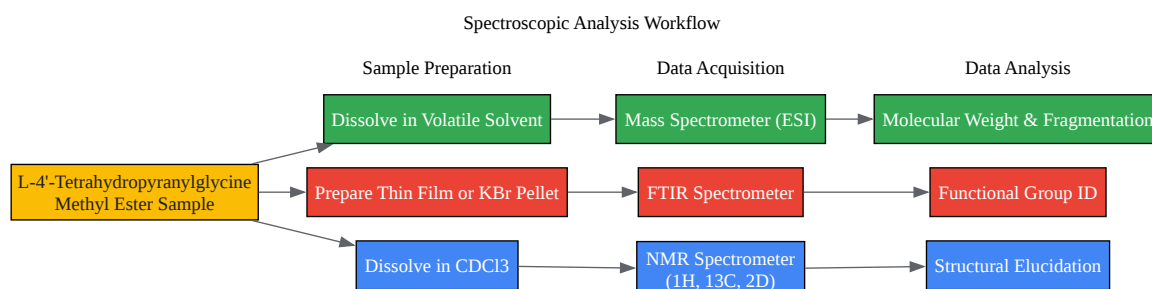 Spectroscopic Analysis Workflow
Sample Preparation
Data Acquisition
Data Analysis
Dissolve in Volatile Solvent
Mass Spectrometer (ESI)
Molecular Weight & Fragmentation
L-4'-Tetrahydropyranylglycine
Methyl Ester Sample
Prepare Thin Film or KBr Pellet
FTIR Spectrometer
Functional Group ID
Dissolve in CDCl3
NMR Spectrometer
(1H, 13C, 2D)
Structural Elucidation